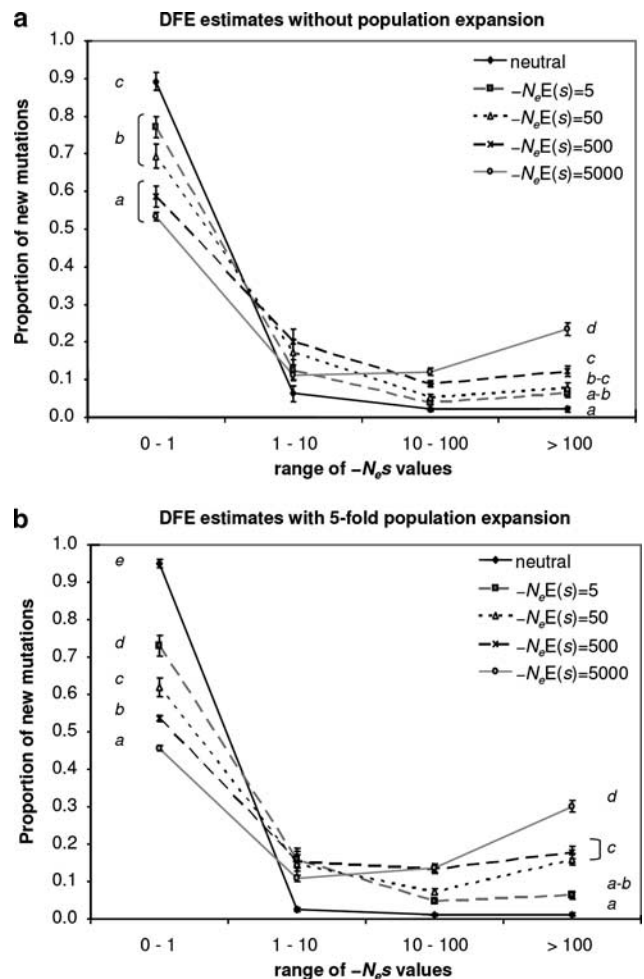 a
DFE estimates without population expansion
Proportion of new mutations
1.0
0.9
0.8
0.7
0.6
0.5
0.4
0.3
0.2
0.1
0.0
c
b
a
neutral
−NₑE(s)=5
−NₑE(s)=50
−NₑE(s)=500
−NₑE(s)=5000
d
c
b-c
a-b
a
0 - 1
1 - 10
10 - 100
> 100
range of −Nₑs values
b
DFE estimates with 5-fold population expansion
Proportion of new mutations
1.0
0.9
0.8
0.7
0.6
0.5
0.4
0.3
0.2
0.1
0.0
e
d
c
b
a
neutral
−NₑE(s)=5
−NₑE(s)=50
−NₑE(s)=500
−NₑE(s)=5000
d
c
a-b
a
0 - 1
1 - 10
10 - 100
> 100
range of −Nₑs values